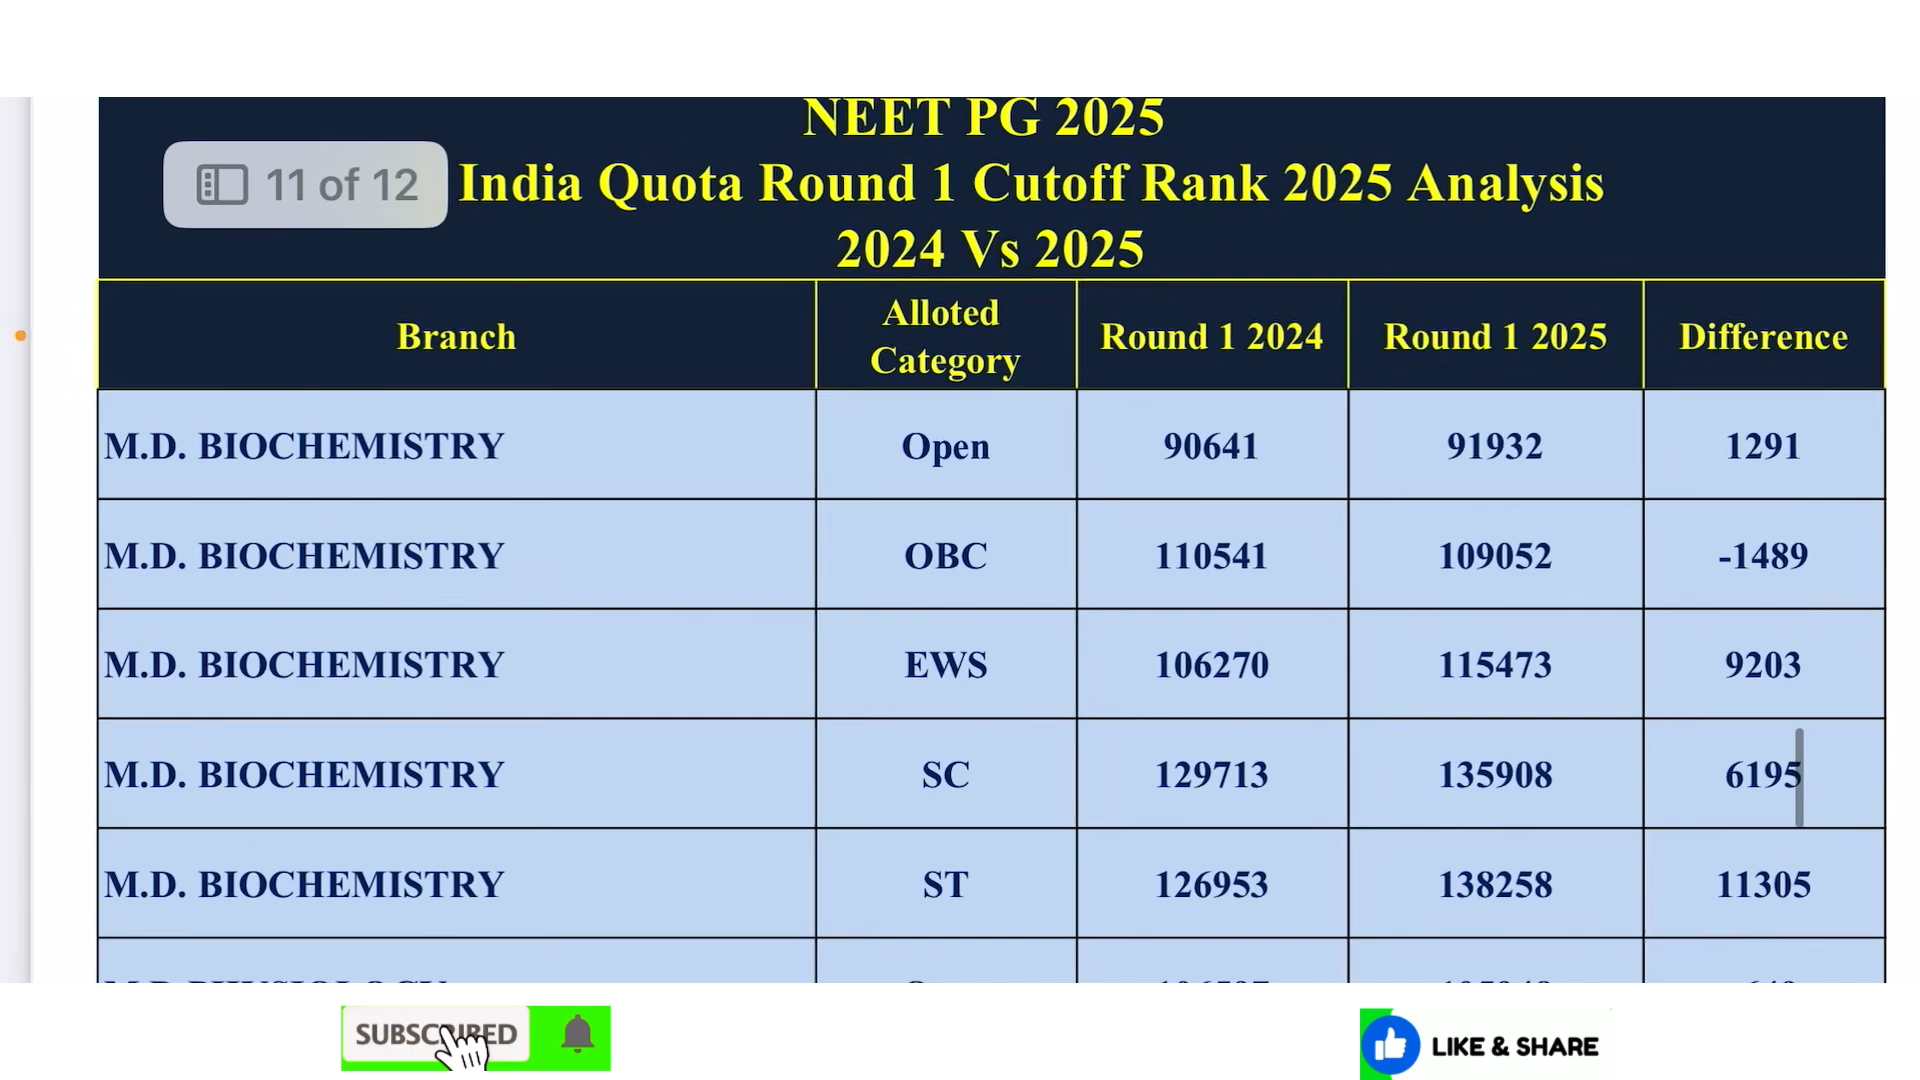 NEET PG 2025
11 of 12 India Quota Round 1 Cutoff Rank 2025 Analysis
2024 Vs 2025
Branch Alloted Category Round 1 2024 Round 1 2025 Difference
M.D. BIOCHEMISTRY Open 90641 91932 1291
M.D. BIOCHEMISTRY OBC 110541 109052 -1489
M.D. BIOCHEMISTRY EWS 106270 115473 9203
M.D. BIOCHEMISTRY SC 129713 135908 6195
M.D. BIOCHEMISTRY ST 126953 138258 11305
SUBSCRIBED
LIKE & SHARE